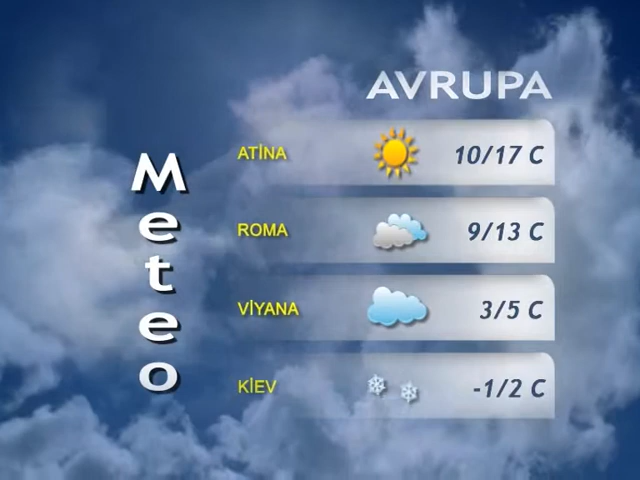 AVRUPA
Meteo
ATİNA 10/17 C
ROMA 9/13 C
VİYANA 3/5 C
KİEV -1/2 C